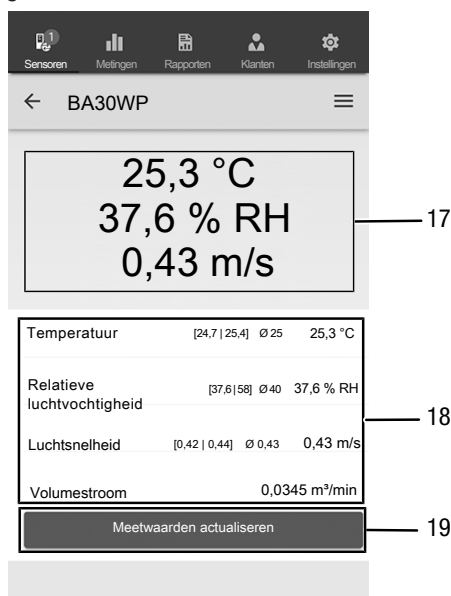 1
Sensoren Metingen Rapporten Klanten Instellingen
BA30WP
25,3 °C
37,6 % RH
0,43 m/s
17
Temperatuur [24,7 | 25,4] Ø 25 25,3 °C
Relatieve
luchtvochtigheid [37,6 | 58] Ø 40 37,6 % RH
18
Luchtsnelheid [0,42 | 0,44] Ø 0,43 0,43 m/s
Volumestroom 0,0345 m³/min
Meetwaarden actualiseren
19